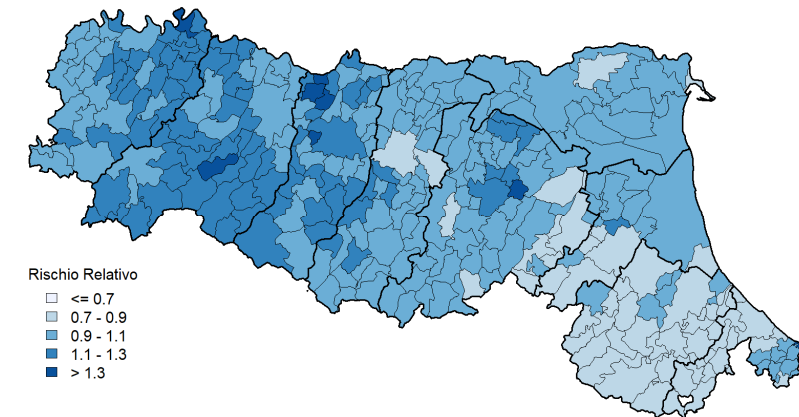 Rischio Relativo
<= 0.7
0.7 - 0.9
0.9 - 1.1
1.1 - 1.3
> 1.3